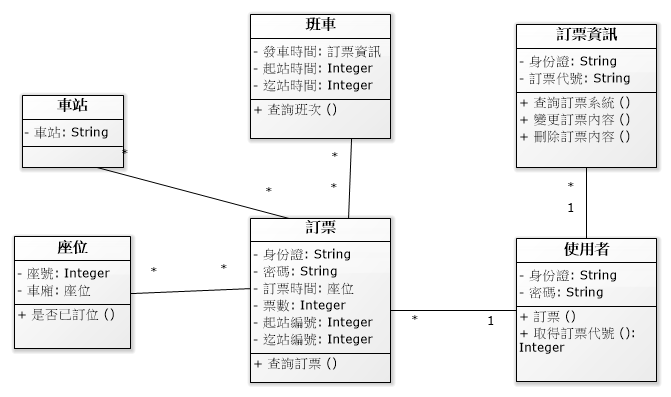 班車
- 發車時間: 訂票資訊
- 起站時間: Integer
- 迄站時間: Integer
+ 查詢班次 ()
訂票資訊
- 身份證: String
- 訂票代號: String
+ 查詢訂票系統 ()
+ 變更訂票內容 ()
+ 刪除訂票內容 ()
車站
- 車站: String
*
*
*
*
*
1
訂票
- 身份證: String
- 密碼: String
- 訂票時間: 座位
- 票數: Integer
- 起站編號: Integer
- 迄站編號: Integer
+ 查詢訂票 ()
座位
- 座號: Integer
- 車廂: 座位
+ 是否已訂位 ()
*
*
使用者
- 身份證: String
- 密碼: String
+ 訂票 ()
+ 取得訂票代號 ():
Integer
*
1